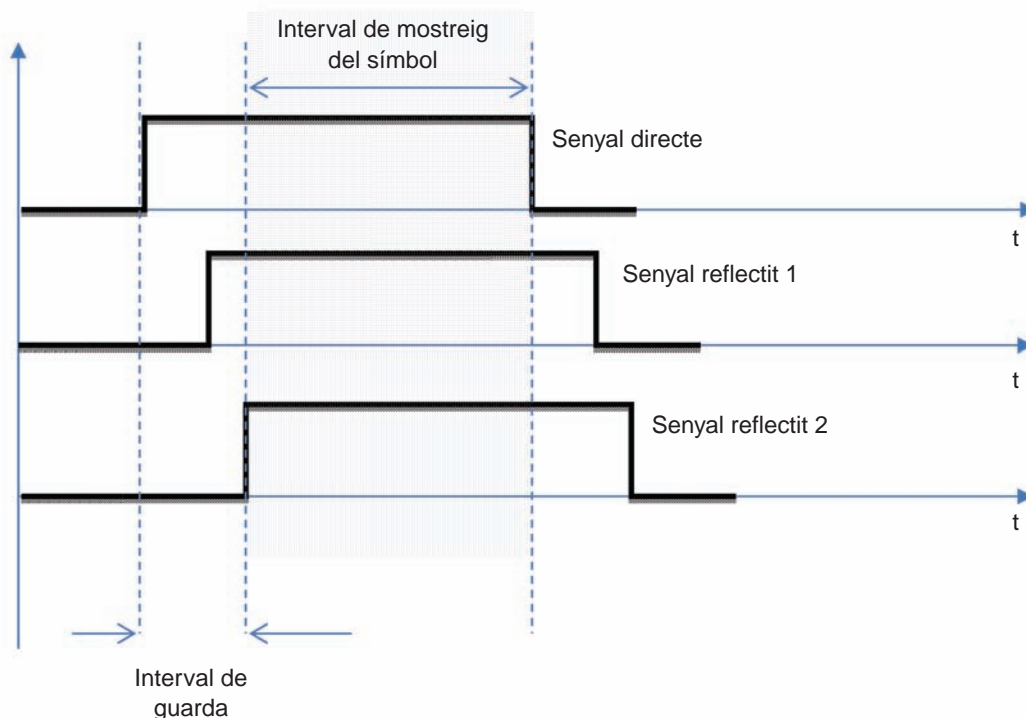 Interval de mostreig
del símbol
Senyal directe
t
Senyal reflectit 1
t
Senyal reflectit 2
t
Interval de
guarda